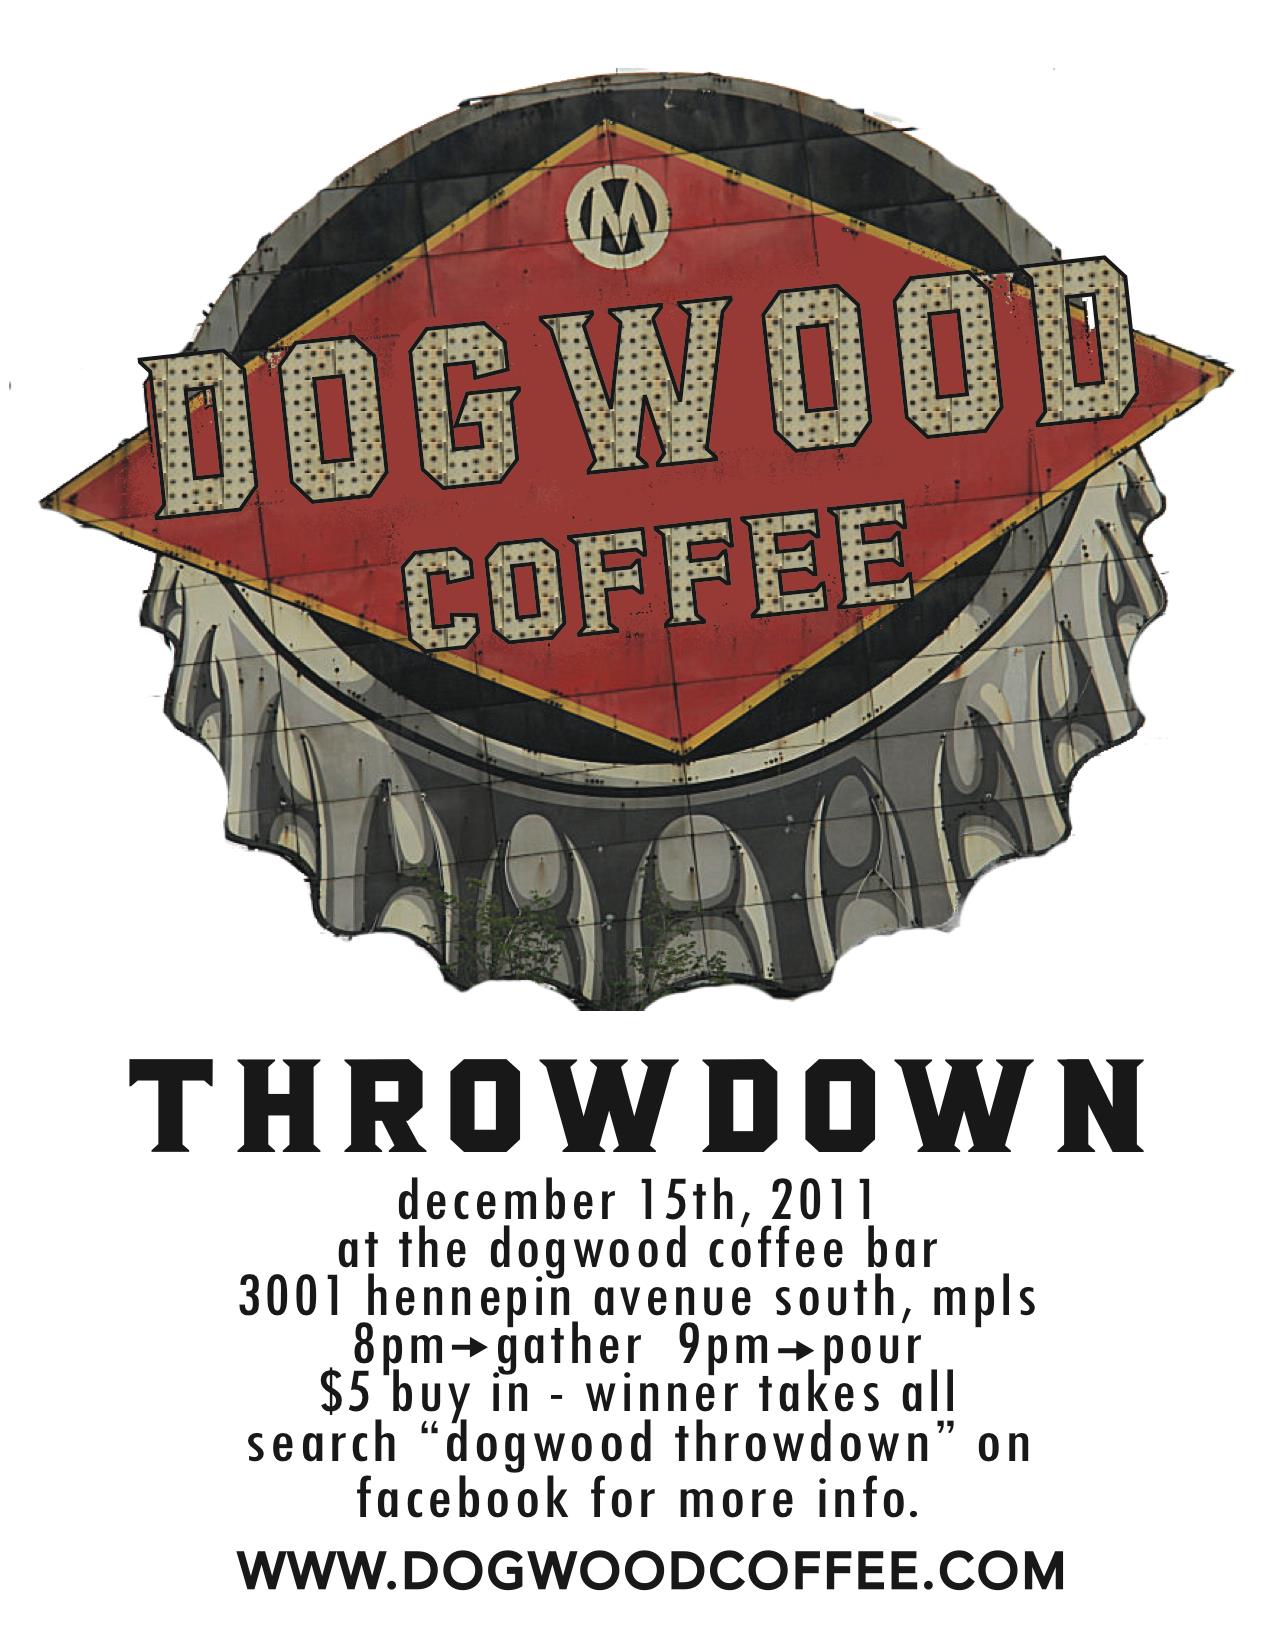 M
DOGWOOD
COFFEE
THROWDOWN
december 15th, 2011
at the dogwood coffee bar
3001 hennepin avenue south, mpls
8pm→gather 9pm→pour
$5 buy in - winner takes all
search “dogwood throwdown” on
facebook for more info.
WWW.DOGWOODCOFFEE.COM